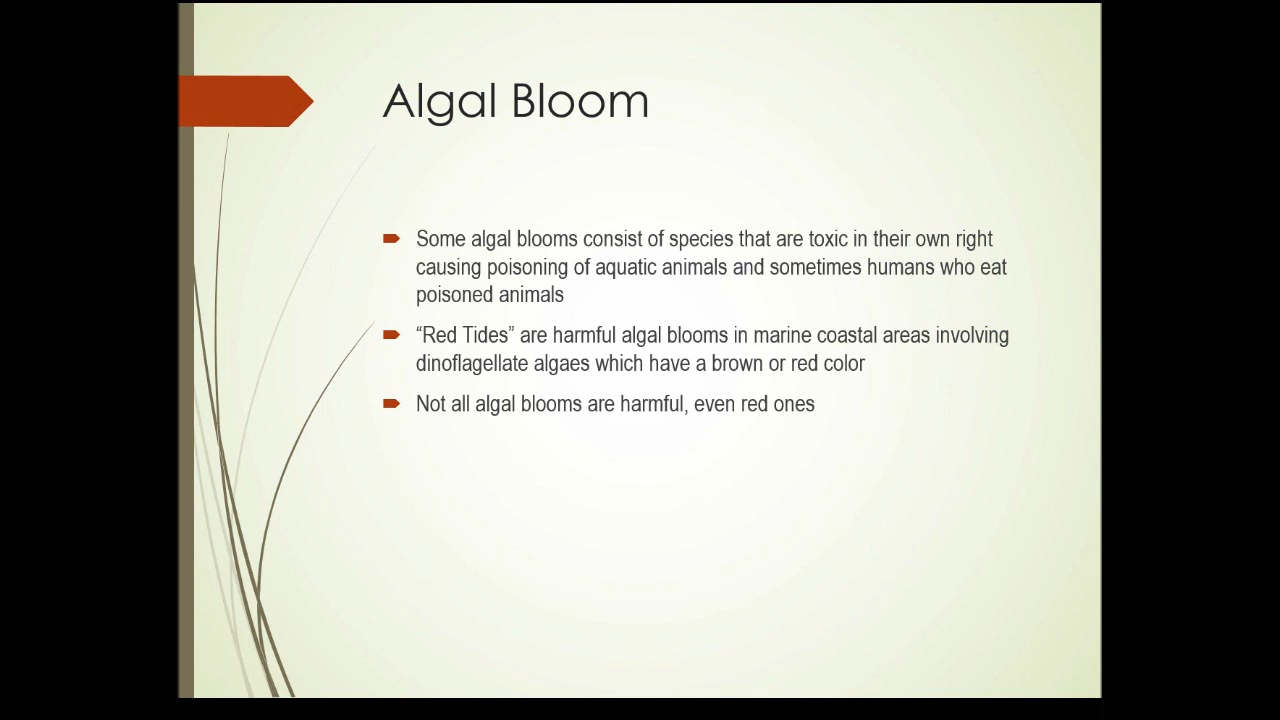 Algal Bloom
Some algal blooms consist of species that are toxic in their own right
causing poisoning of aquatic animals and sometimes humans who eat
poisoned animals
“Red Tides” are harmful algal blooms in marine coastal areas involving
dinoflagellate algaes which have a brown or red color
Not all algal blooms are harmful, even red ones